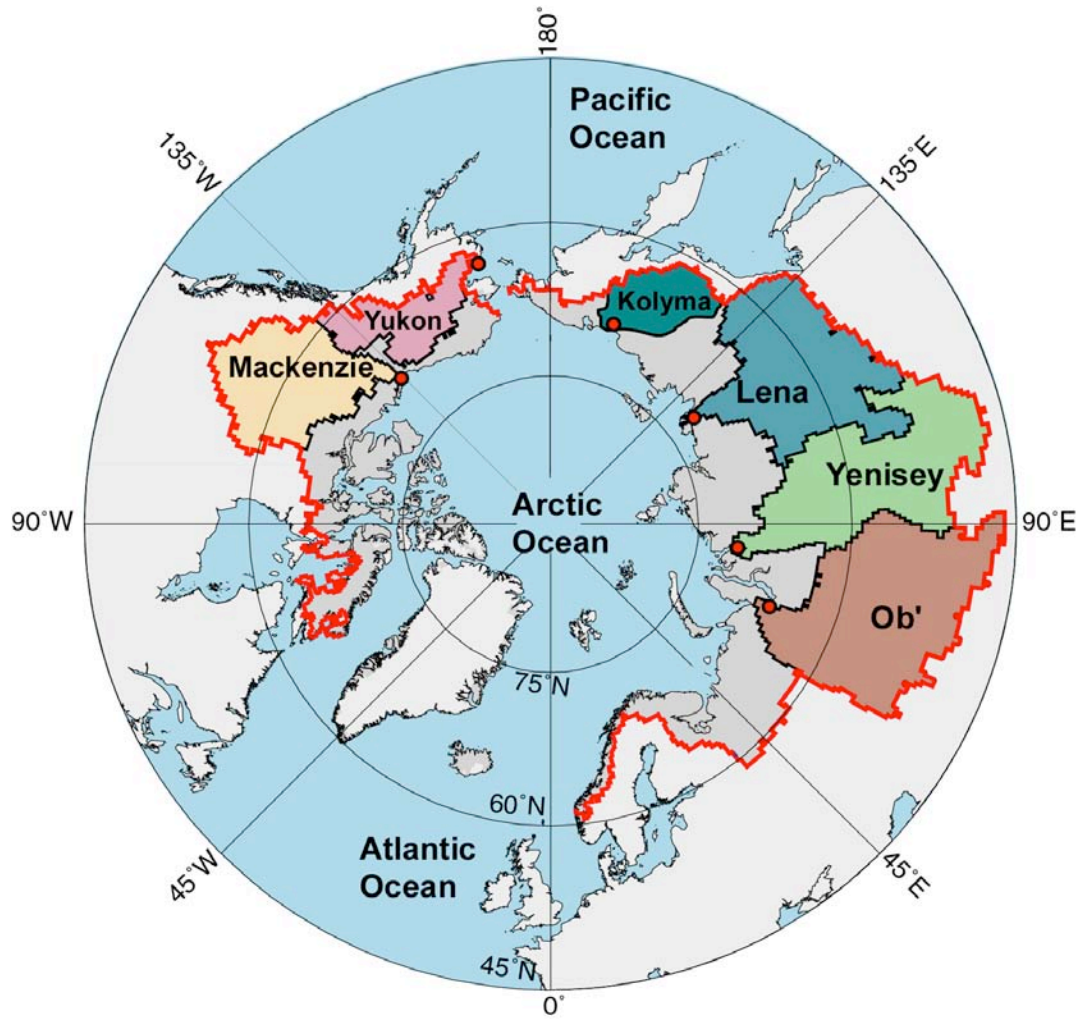 180°
Pacific
Ocean
135°W
135°E
Kolyma
Yukon
Mackenzie
Lena
Yenisey
90°W
Arctic
Ocean
90°E
Ob'
75°N
60°N
Atlantic
Ocean
45°W
45°E
45°N
0°